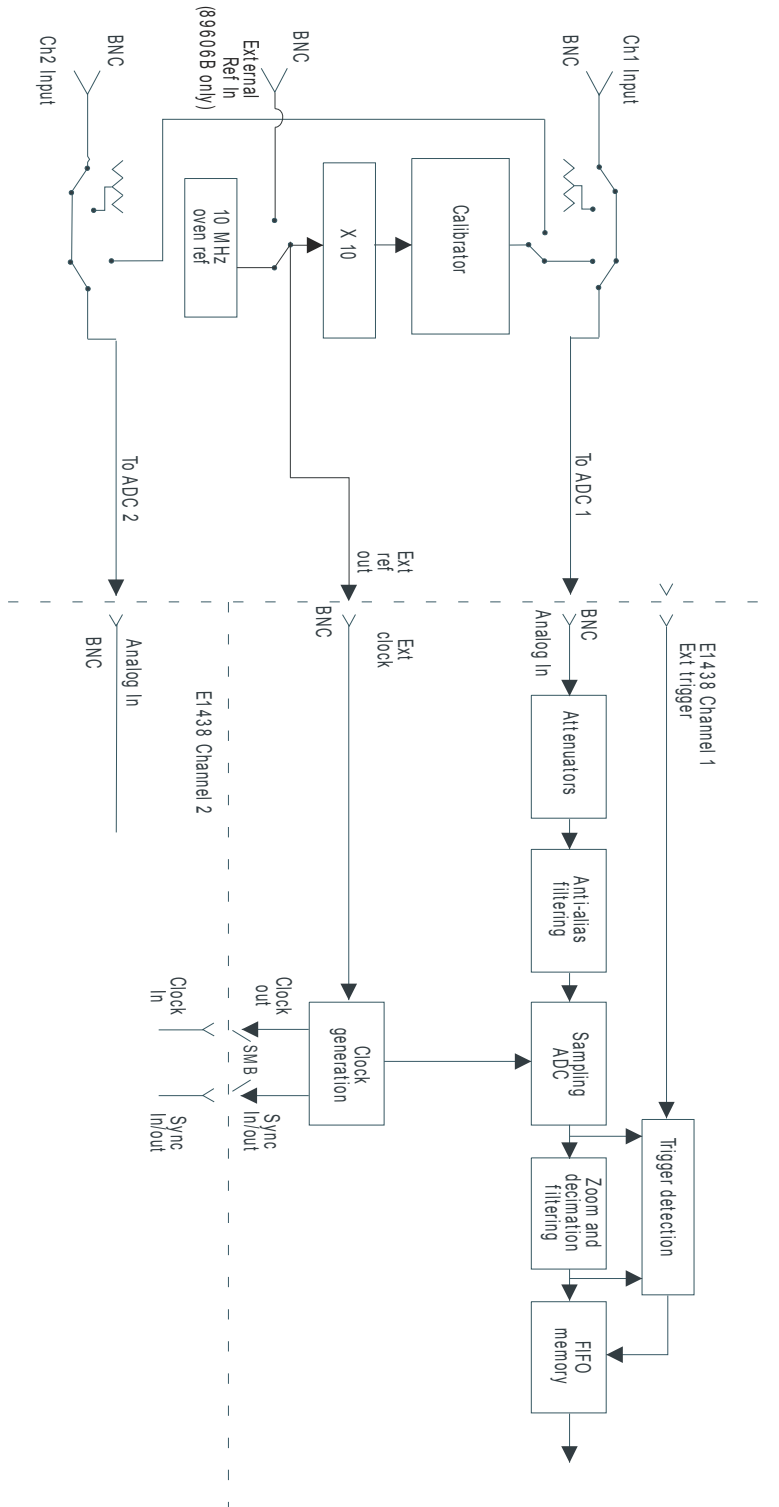 Ch1 Input
BNC
BNC
External
Ref In
(89606B only)
BNC
Ch2 Input
Calibrator
X 10
10 MHz
oven ref
To ADC 1
To ADC 2
Ext
ref
out
E1438 Channel 1
Ext trigger
BNC
Analog In
Ext
clock
BNC
Analog In
BNC
E1438 Channel 2
Attenuators
Anti-alias
filtering
Sampling
ADC
Zoom and
decimation
filtering
Trigger detection
FIFO
memory
Clock
generation
Clock
out
SMB
Sync
In/out
Clock
In
Sync
In/out